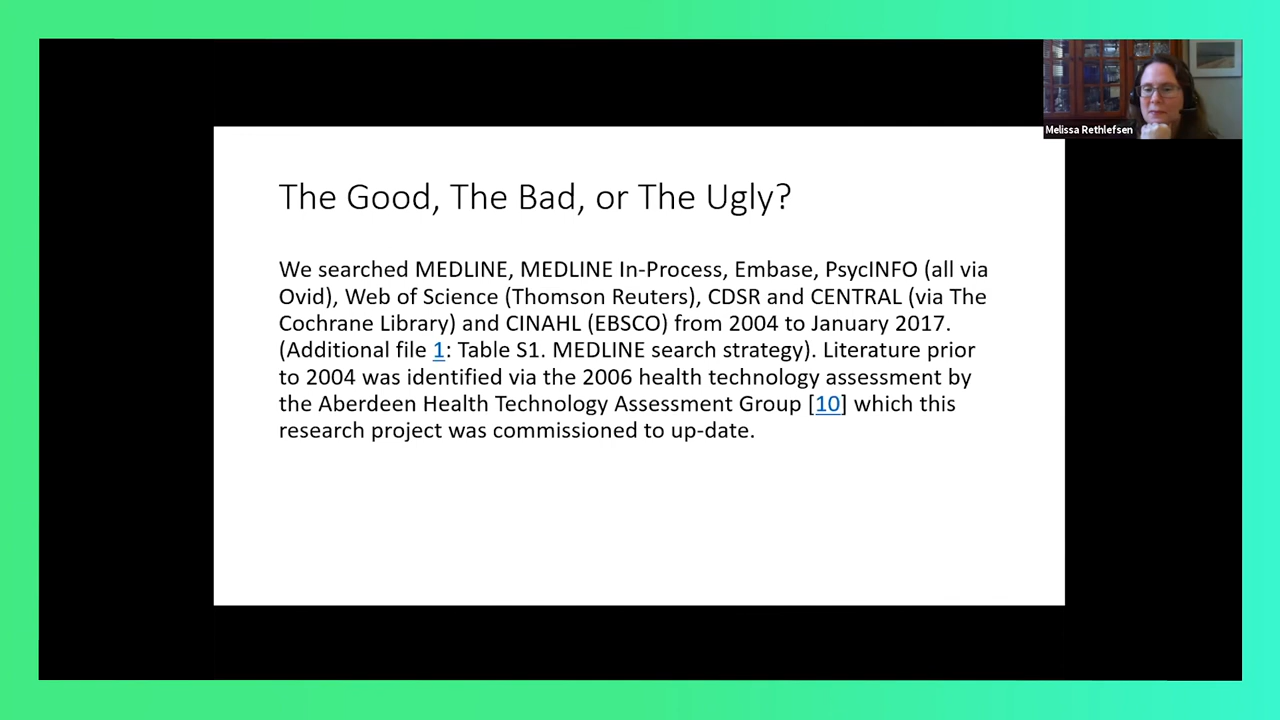 Melissa Rethlefsen
The Good, The Bad, or The Ugly?
We searched MEDLINE, MEDLINE In-Process, Embase, PsycINFO (all via
Ovid), Web of Science (Thomson Reuters), CDSR and CENTRAL (via The
Cochrane Library) and CINAHL (EBSCO) from 2004 to January 2017.
(Additional file 1: Table S1. MEDLINE search strategy). Literature prior
to 2004 was identified via the 2006 health technology assessment by
the Aberdeen Health Technology Assessment Group [10] which this
research project was commissioned to up-date.